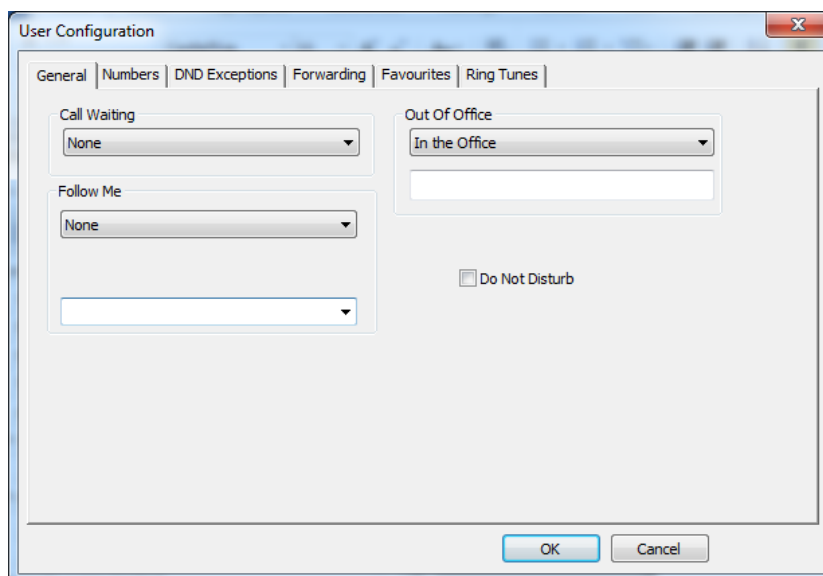 User Configuration
General Numbers DND Exceptions Forwarding Favourites Ring Tunes
Call Waiting
None
Out Of Office
In the Office
Follow Me
None
Do Not Disturb
OK Cancel